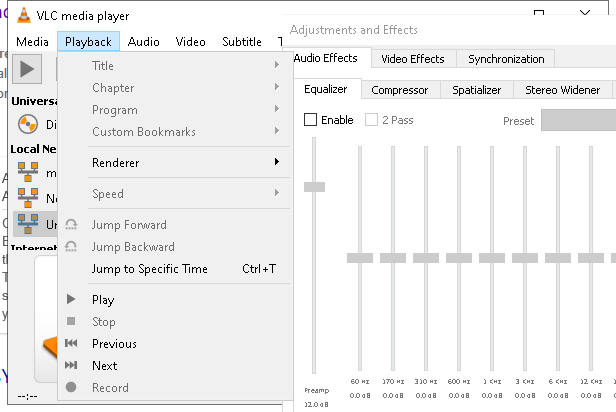 VLC media player
Adjustments and Effects
Media Playback Audio Video Subtitle T
Audio Effects Video Effects Synchronization
Title
Chapter
Program
Custom Bookmarks
Renderer
Speed
Jump Forward
Jump Backward
Jump to Specific Time Ctrl+T
Play
Stop
Previous
Next
Record
Universa
Di
Local Ne
m
Ne
Un
Internet
--:--
Equalizer Compressor Spatializer Stereo Widener
Enable 2 Pass Preset
60 Hz 170 Hz 310 Hz 600 Hz 1 KHz 3 KHz 6 KHz 12 KHz
Preamp 0.0 dB 0.0 dB 0.0 dB 0.0 dB 0.0 dB 0.0 dB 0.0 dB 0.0 dB
12.0 dB